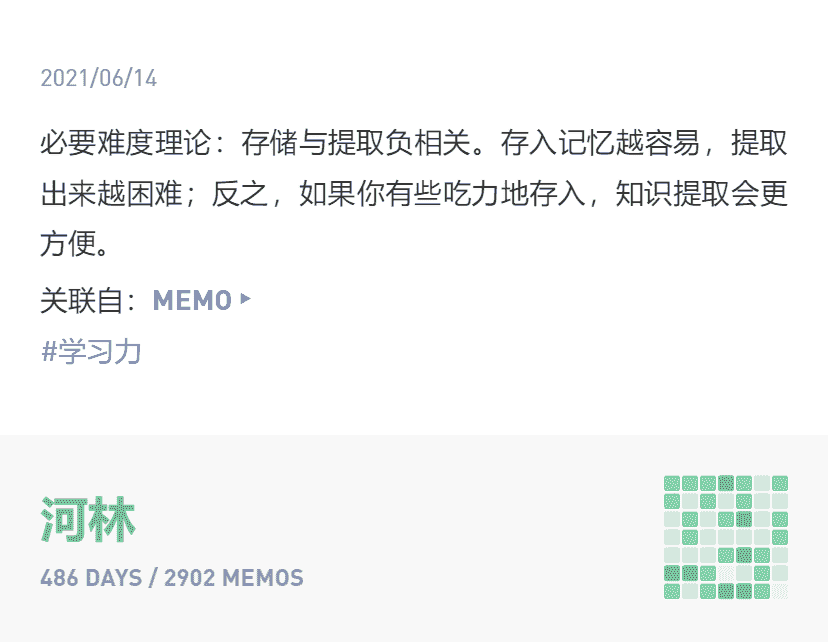 2021/06/14
必要难度理论：存储与提取负相关。存入记忆越容易，提取
出来越困难；反之，如果你有些吃力地存入，知识提取会更
方便。
关联自：MEMO
#学习力
河林
486 DAYS / 2902 MEMOS